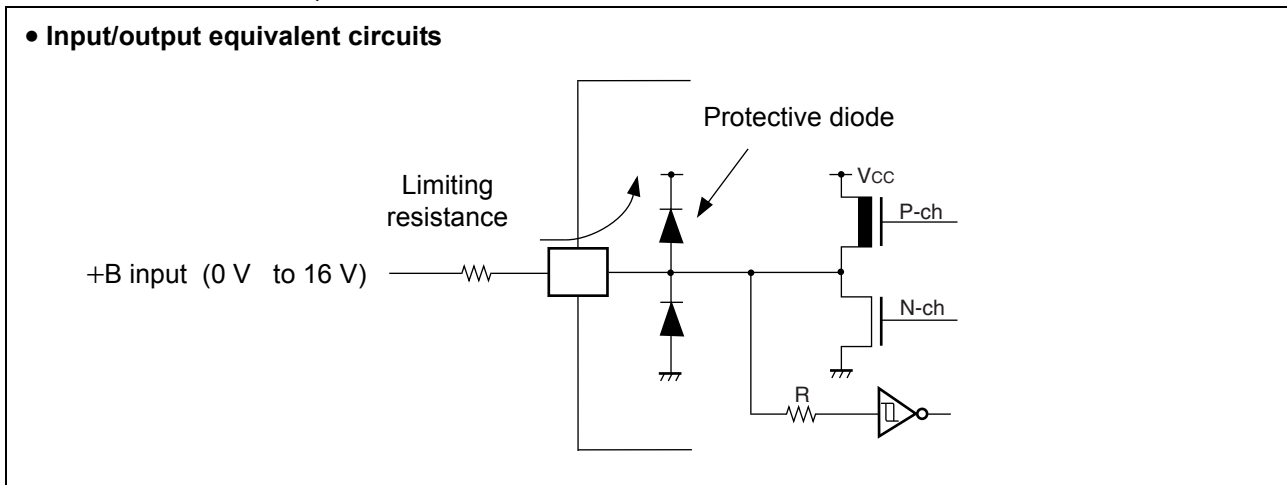 • Input/output equivalent circuits
Protective diode
Limiting
resistance
VCC
P-ch
+B input (0 V to 16 V)
N-ch
R